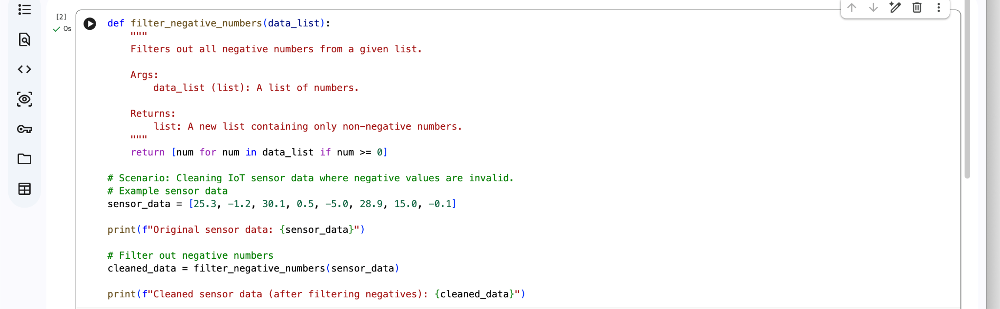 [2]
0s
def filter_negative_numbers(data_list):
    """
    Filters out all negative numbers from a given list.

    Args:
        data_list (list): A list of numbers.

    Returns:
        list: A new list containing only non-negative numbers.
    """
    return [num for num in data_list if num >= 0]

# Scenario: Cleaning IoT sensor data where negative values are invalid.
# Example sensor data
sensor_data = [25.3, -1.2, 30.1, 0.5, -5.0, 28.9, 15.0, -0.1]

print(f"Original sensor data: {sensor_data}")

# Filter out negative numbers
cleaned_data = filter_negative_numbers(sensor_data)

print(f"Cleaned sensor data (after filtering negatives): {cleaned_data}")